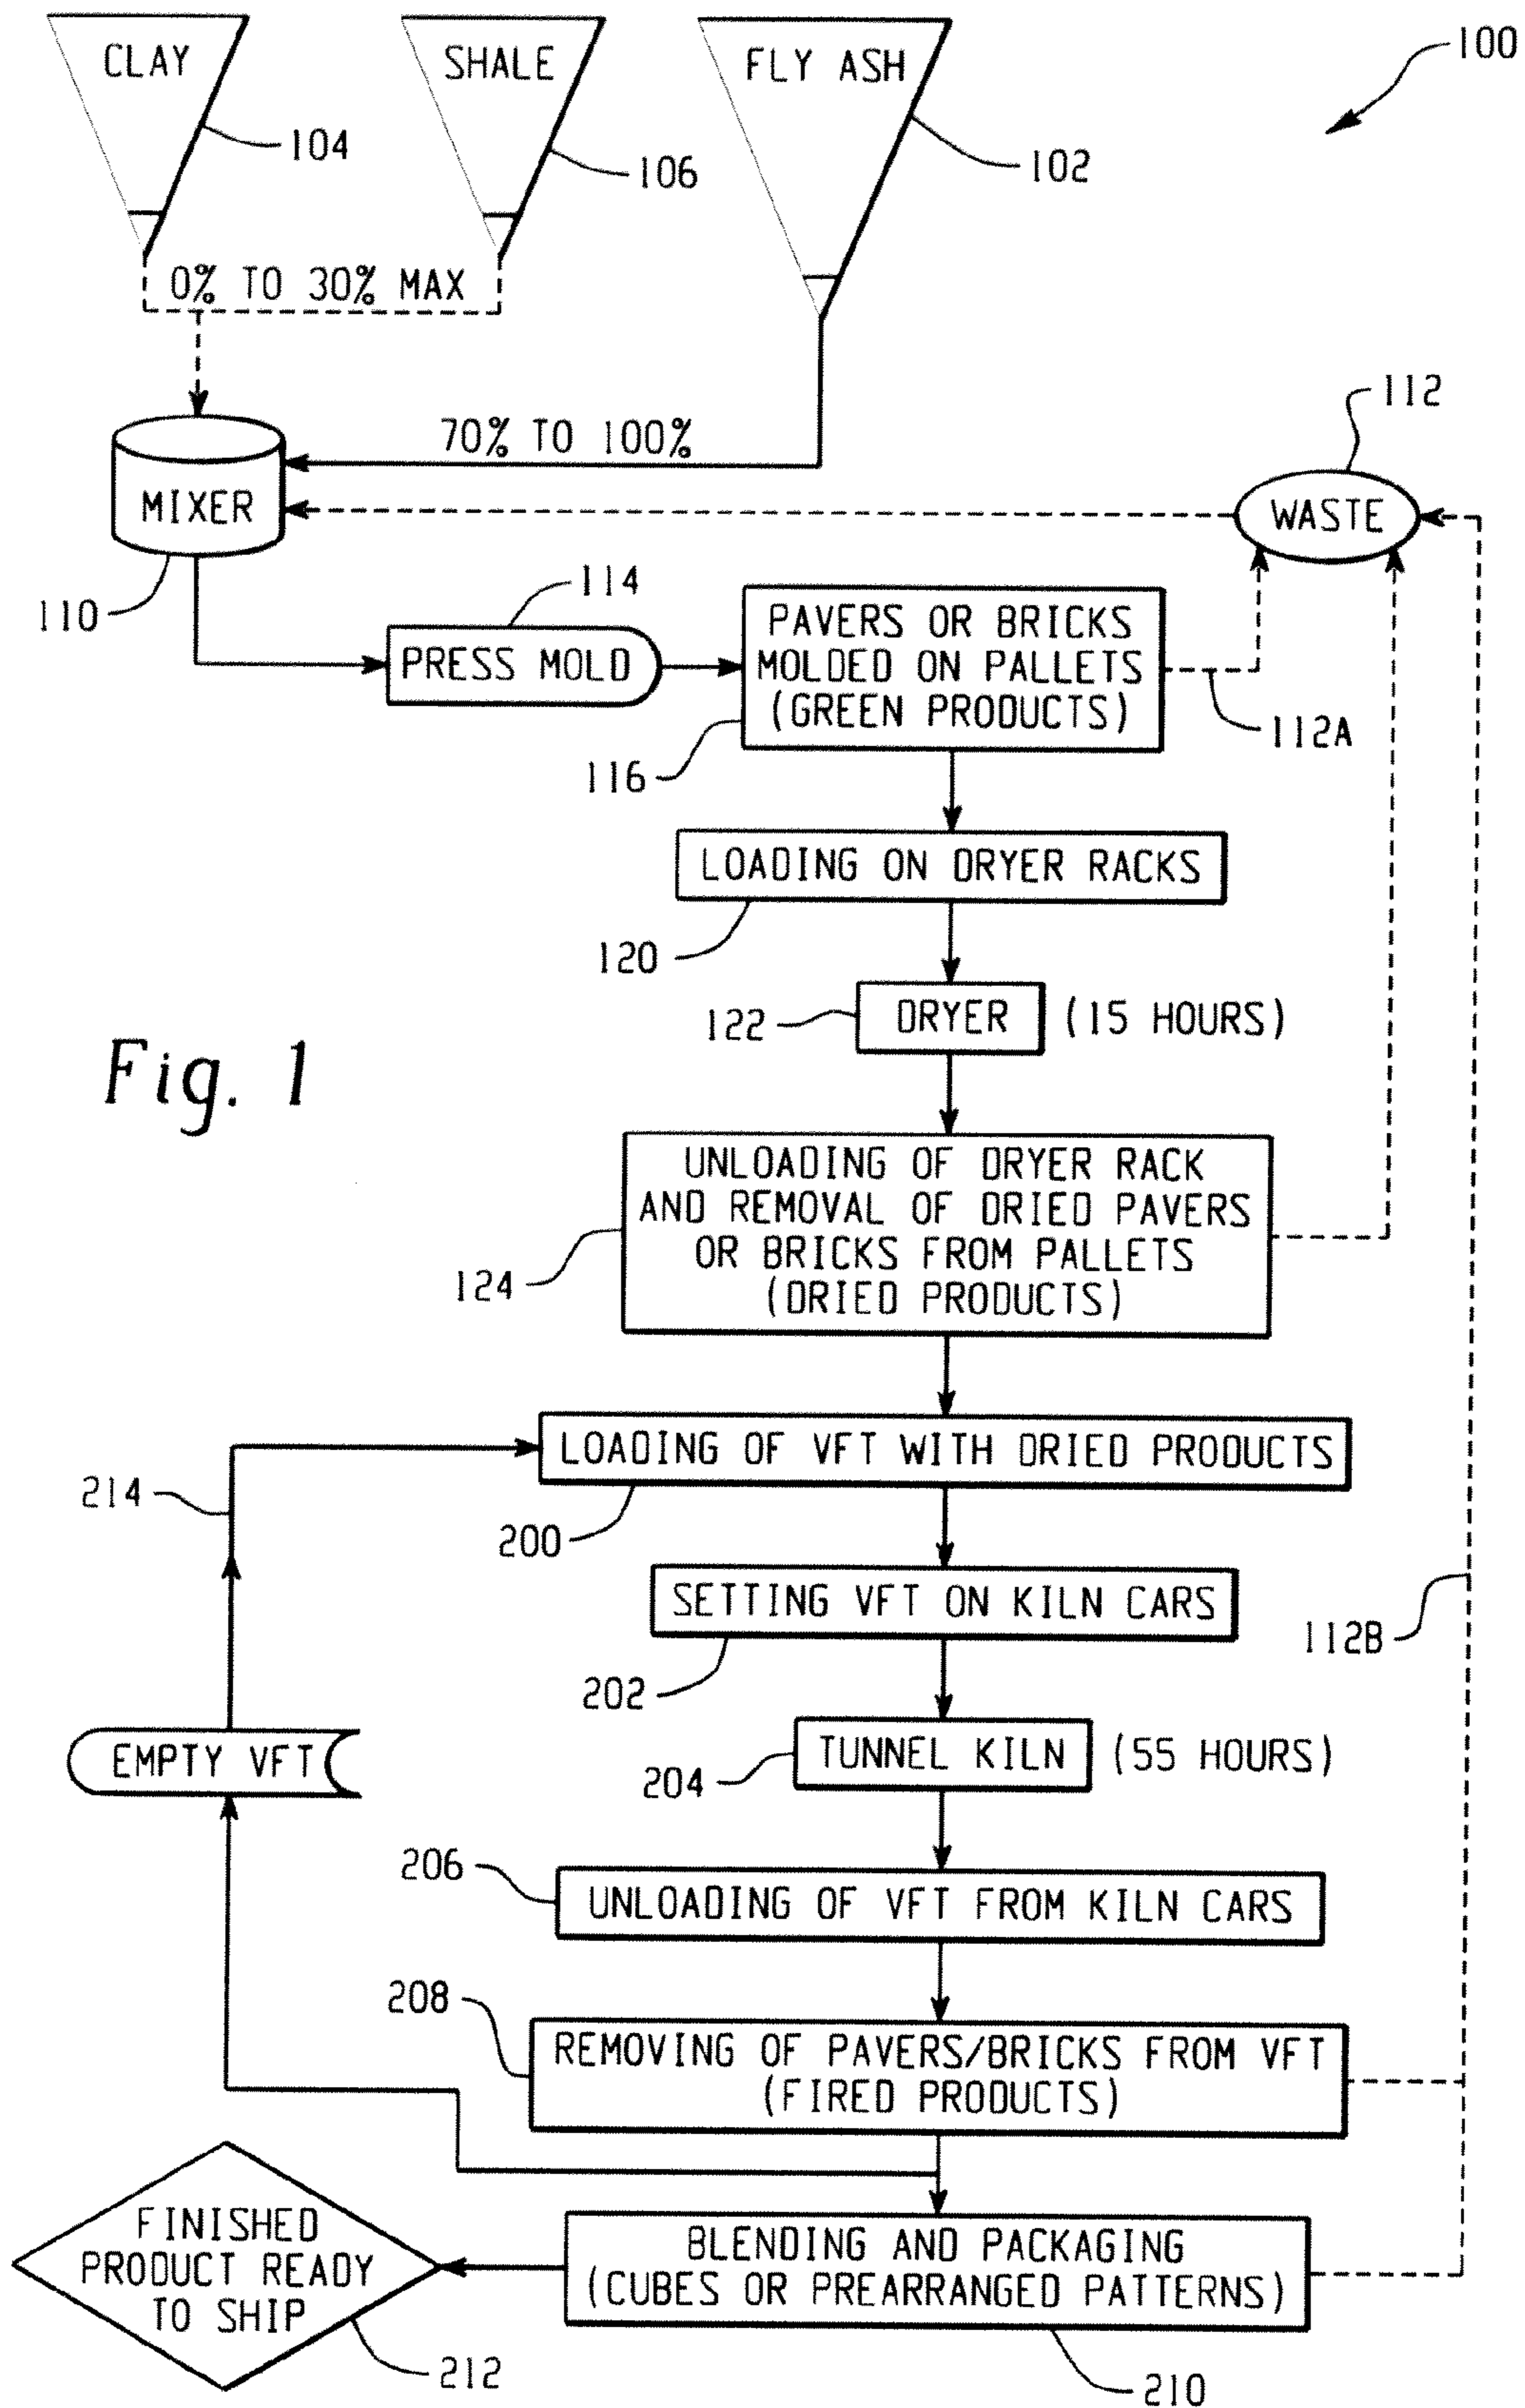 CLAY
SHALE
FLY ASH
100
104
106
102
0% TO 30% MAX
112
70% TO 100%
MIXER
WASTE
110
114
PRESS MOLD
PAVERS OR BRICKS
MOLDED ON PALLETS
(GREEN PRODUCTS)
112A
116
LOADING ON DRYER RACKS
120
122
DRYER
(15 HOURS)
Fig. 1
UNLOADING OF DRYER RACK
AND REMOVAL OF DRIED PAVERS
OR BRICKS FROM PALLETS
(DRIED PRODUCTS)
124
LOADING OF VFT WITH DRIED PRODUCTS
214
200
SETTING VFT ON KILN CARS
112B
202
EMPTY VFT
TUNNEL KILN
(55 HOURS)
204
206
UNLOADING OF VFT FROM KILN CARS
208
REMOVING OF PAVERS/BRICKS FROM VFT
(FIRED PRODUCTS)
FINISHED
PRODUCT READY
TO SHIP
BLENDING AND PACKAGING
(CUBES OR PREARRANGED PATTERNS)
212
210